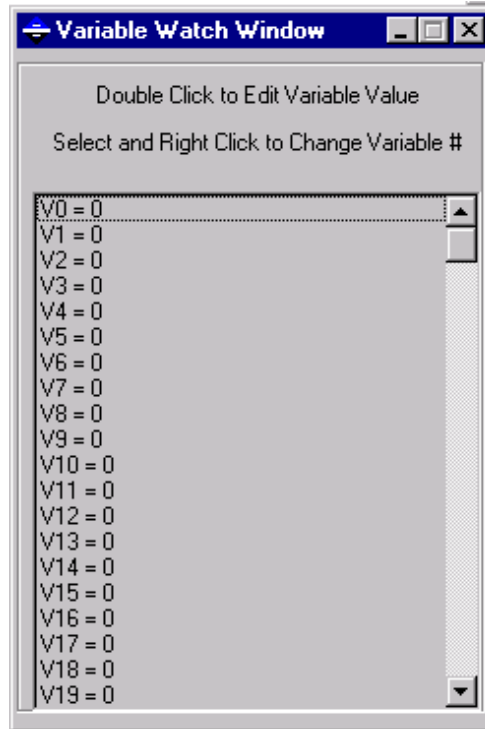 Variable Watch Window
Double Click to Edit Variable Value
Select and Right Click to Change Variable #
V0 = 0
V1 = 0
V2 = 0
V3 = 0
V4 = 0
V5 = 0
V6 = 0
V7 = 0
V8 = 0
V9 = 0
V10 = 0
V11 = 0
V12 = 0
V13 = 0
V14 = 0
V15 = 0
V16 = 0
V17 = 0
V18 = 0
V19 = 0